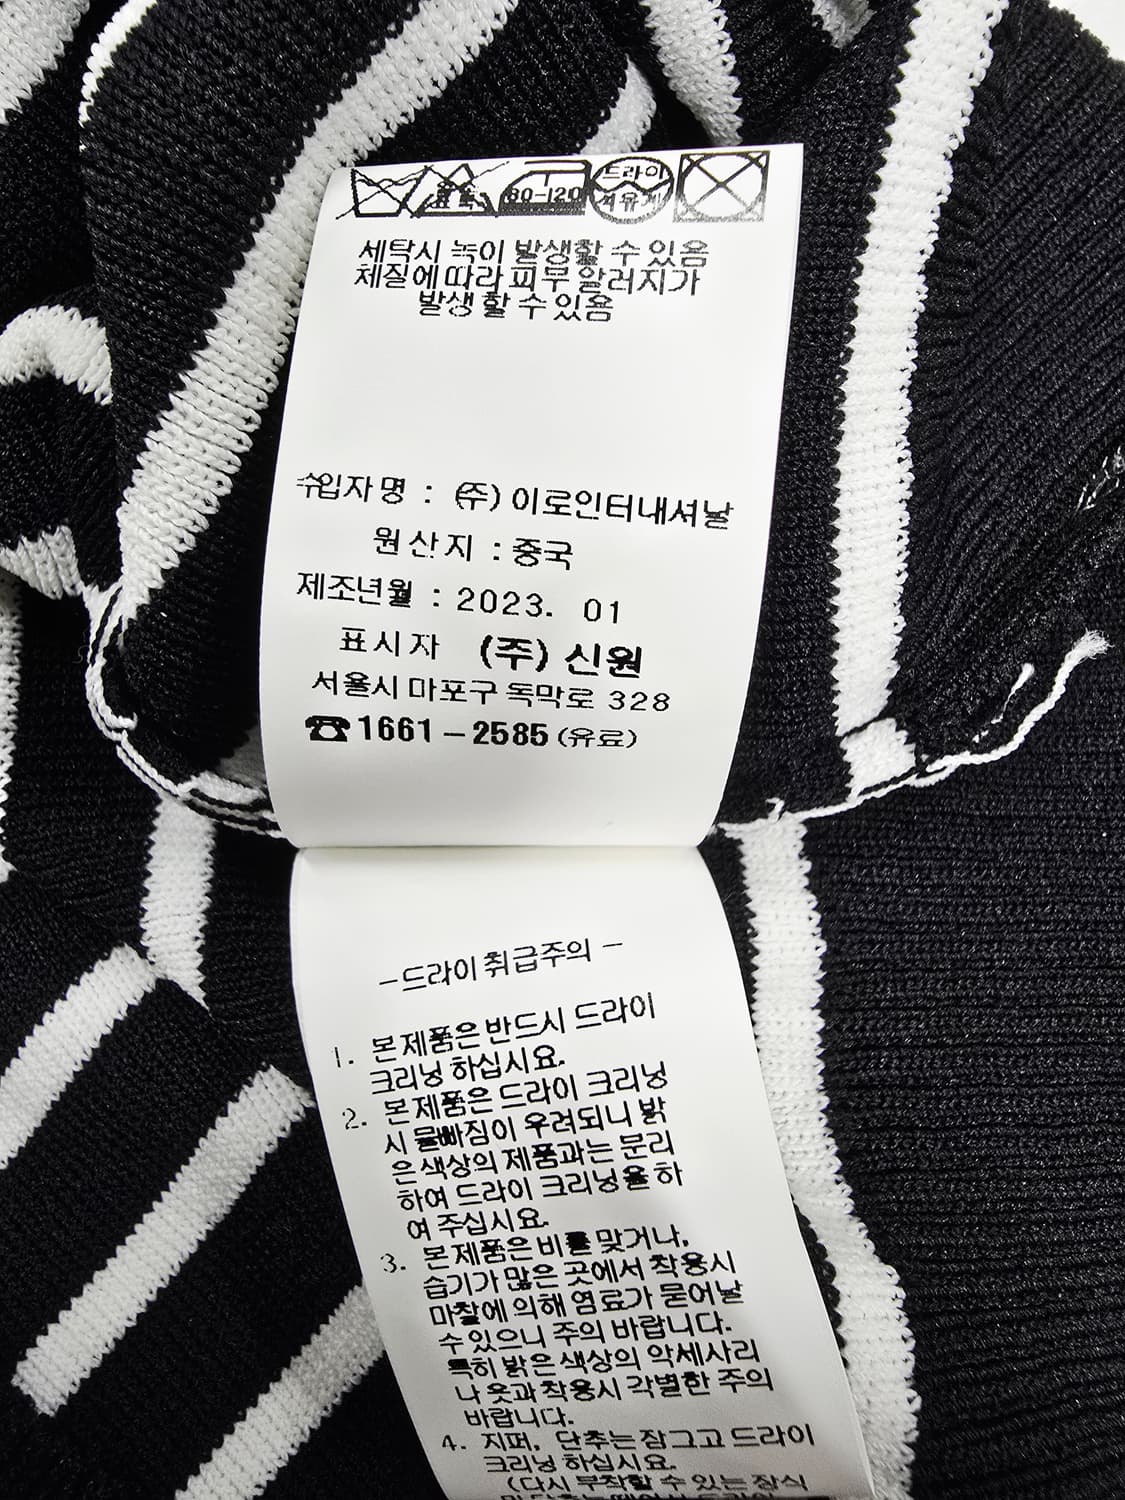 80-120 드라이
석유계
세탁시 녹이 발생할 수 있음
체질에 따라 피부 알러지가
발생할 수 있음
수입자명 : (주) 이로인터내셔날
원산지 : 중국
제조년월 : 2023. 01
표시자 (주) 신원
서울시 마포구 독막로 328
☎1661-2585 (유료)
-드라이 취급주의 -
1. 본제품은 반드시 드라이
크리닝 하십시요.
2. 본제품은 드라이 크리닝
시 물빠짐이 우려되니 밝
은색상의 제품과는 분리
하여 드라이 크리닝을 하
여 주십시요.
3. 본제품은 비를 맞거나,
습기가 많은 곳에서 착용시
마찰에 의해 염료가 묻어날
수 있으니 주의 바랍니다.
특히 밝은 색상의 악세사리
나 옷과 착용시 각별한 주의
바랍니다.
4. 지퍼, 단추는 잠그고 드라이
크리닝 하십시요.
(다시 부착할 수 있는 장식